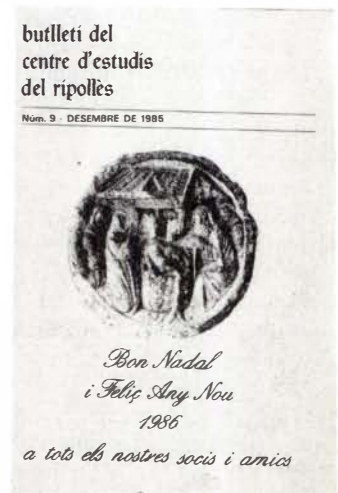 butlletí del
centre d'estudis
del ripollès
Núm. 9 - DESEMBRE DE 1985
Bon Nadal
i Feliç Any Nou
1986
a tots els nostres socis i amics